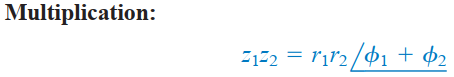 Multiplication:
z₁z₂ = r₁r₂/ϕ₁ + ϕ₂